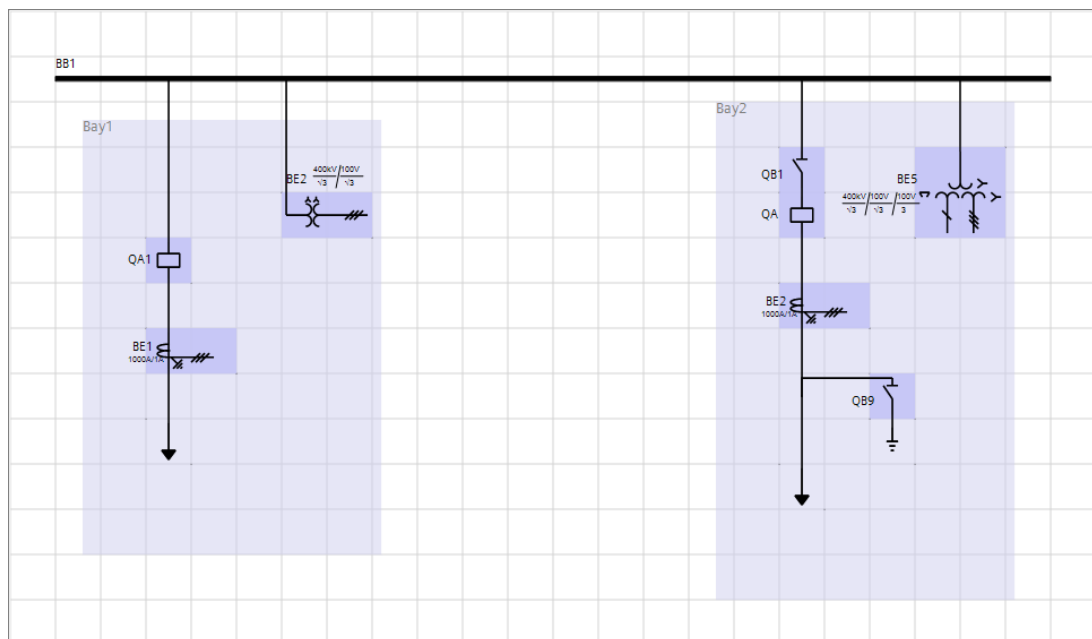 BB1
Bay1
BE2 400kV/√3 / 100V/√3
QA1
BE1
1000A/1A
Bay2
QB1
BE5
400kV/√3 / 100V/√3 / 100V/3
QA
BE2
1000A/1A
QB9